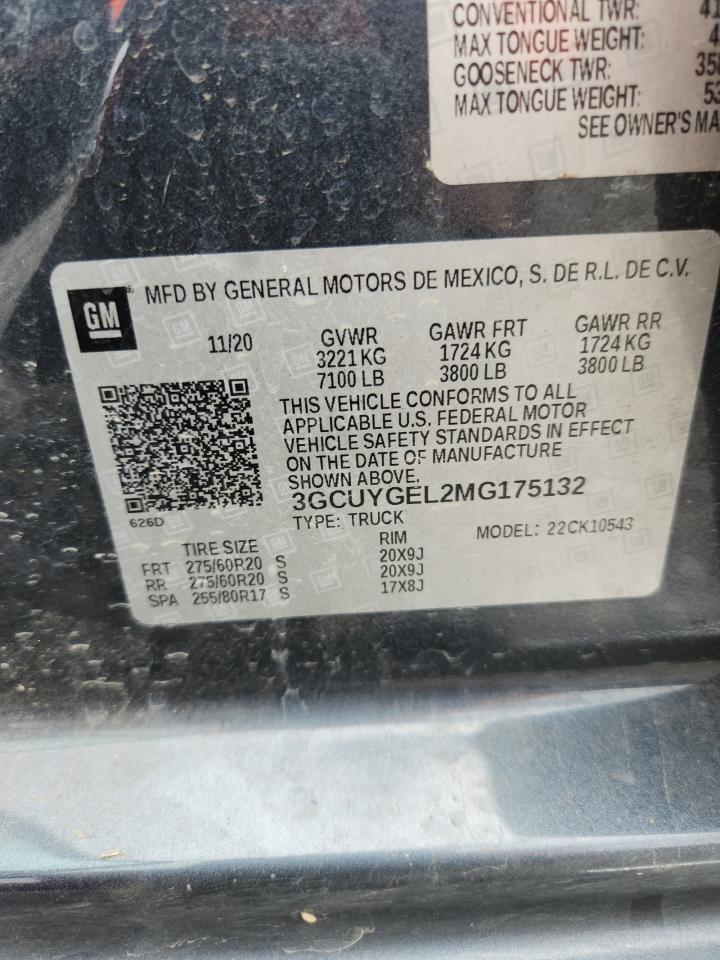 CONVENTIONAL TWR:
MAX TONGUE WEIGHT:
GOOSENECK TWR:
MAX TONGUE WEIGHT:
SEE OWNER'S
GM
MFD BY GENERAL MOTORS DE MEXICO, S. DE R.L. DE C.V.
11/20 GVWR GAWR FRT GAWR RR
3221 KG 1724 KG 1724 KG
7100 LB 3800 LB 3800 LB
THIS VEHICLE CONFORMS TO ALL
APPLICABLE U.S. FEDERAL MOTOR
VEHICLE SAFETY STANDARDS IN EFFECT
ON THE DATE OF MANUFACTURE
SHOWN ABOVE.
3GCUYGEL2MG175132
626D
TYPE: TRUCK MODEL: 22CK10543
TIRE SIZE RIM
FRT 275/60R20 S 20X9J
RR 275/60R20 S 20X9J
SPA 255/80R17 S 17X8J